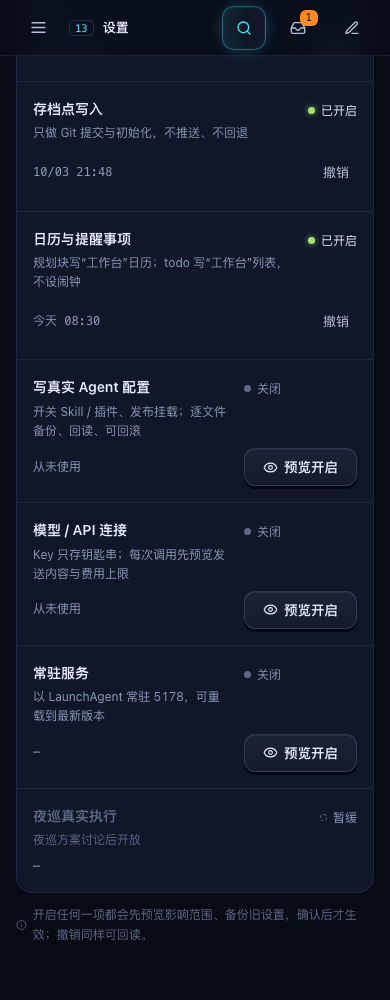 13 设置 1
存档点写入 已开启
只做 Git 提交与初始化，不推送、不回退
10/03 21:48 撤销
日历与提醒事项 已开启
规划块写“工作台”日历；todo 写“工作台”列表，
不设闹钟
今天 08:30 撤销
写真实 Agent 配置 关闭
开关 Skill / 插件、发布挂载；逐文件
备份、回读、可回滚
从未使用 预览开启
模型 / API 连接 关闭
Key 只存钥匙串；每次调用先预览发
送内容与费用上限
从未使用 预览开启
常驻服务 关闭
以 LaunchAgent 常驻 5178，可重
载到最新版本
— 预览开启
夜巡真实执行 暂缓
夜巡方案讨论后开放
—
开启任何一项都会先预览影响范围、备份旧设置，确认后才生
效；撤销同样可回读。